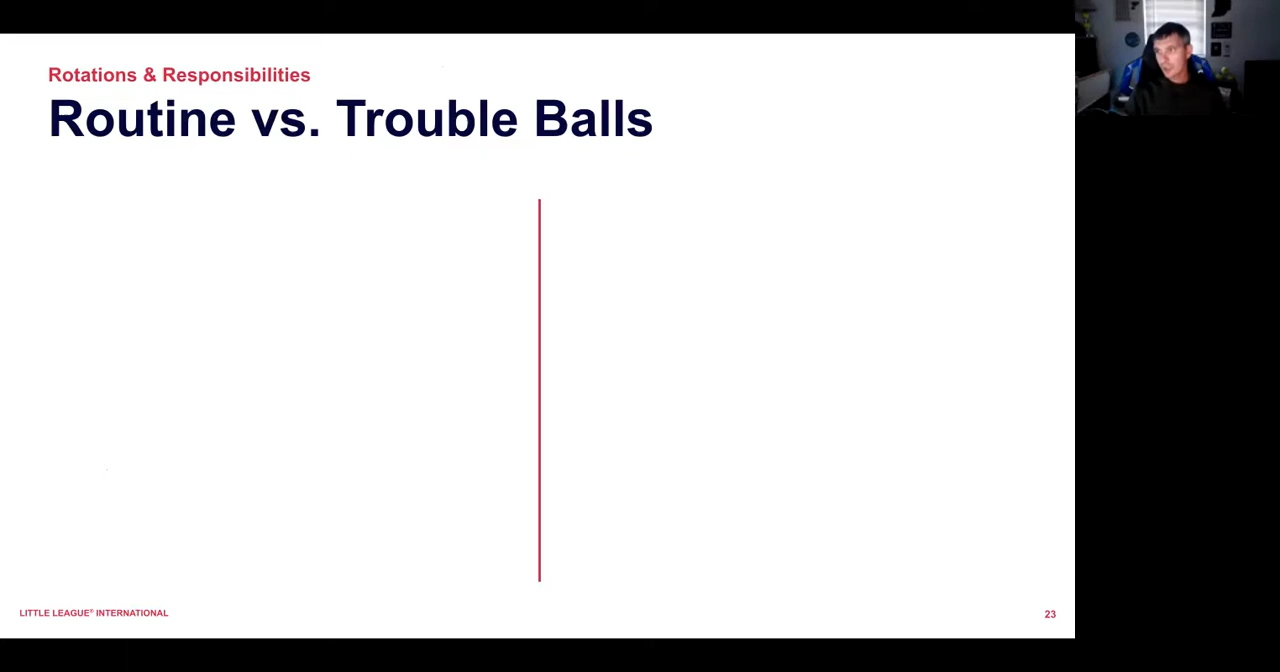 Rotations & Responsibilities
Routine vs. Trouble Balls
LITTLE LEAGUE® INTERNATIONAL
23